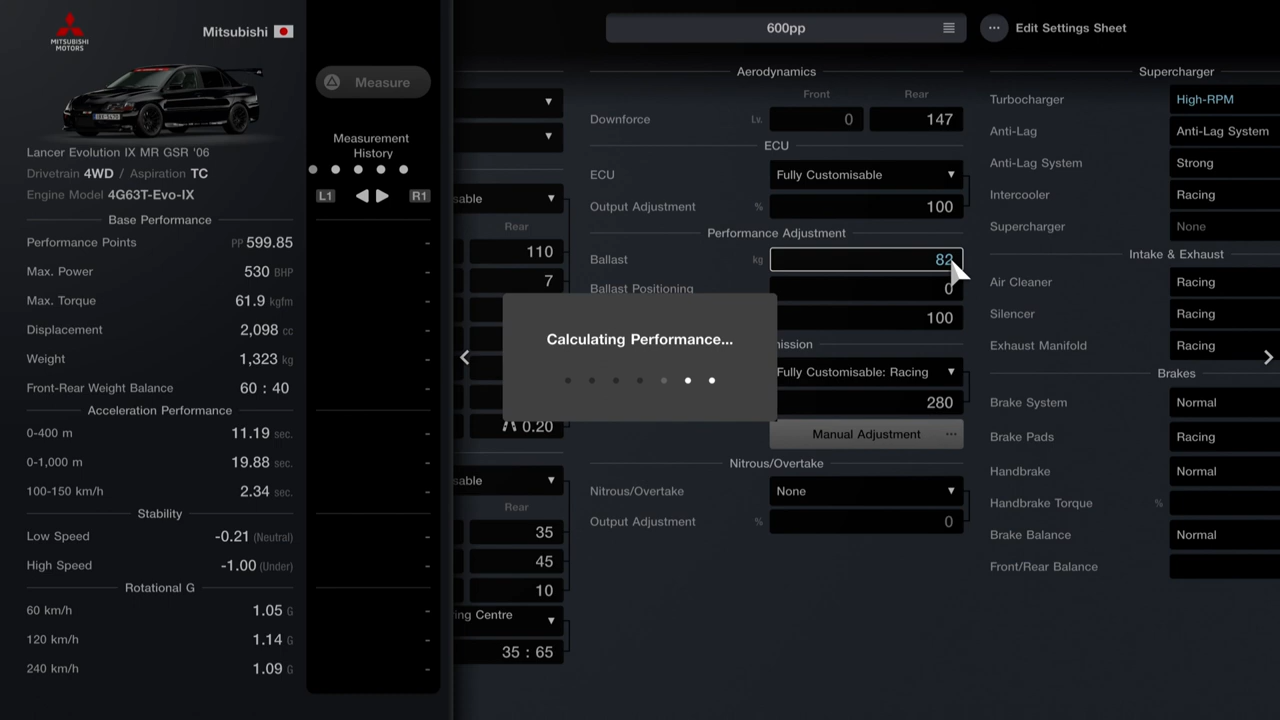 MITSUBISHI
MOTORS
Mitsubishi
Lancer Evolution IX MR GSR '06
Drivetrain 4WD / Aspiration TC
Engine Model 4G63T-Evo-IX
Base Performance
Performance Points PP 599.85
Max. Power 530 BHP
Max. Torque 61.9 kgfm
Displacement 2,098 cc
Weight 1,323 kg
Front-Rear Weight Balance 60 : 40
Acceleration Performance
0-400 m 11.19 sec.
0-1,000 m 19.88 sec.
100-150 km/h 2.34 sec.
Stability
Low Speed -0.21 (Neutral)
High Speed -1.00 (Under)
Rotational G
60 km/h 1.05 G
120 km/h 1.14 G
240 km/h 1.09 G
Measure
Measurement
History
L1 R1
-
-
-
-
-
-
-
-
-
-
-
-
-
-
600pp
Edit Settings Sheet
sable
Rear
110
7
0.20
sable
Rear
35
45
10
ring Centre
35 : 65
Aerodynamics
Front Rear
Downforce Lv. 0 147
ECU
ECU Fully Customisable
Output Adjustment % 100
Performance Adjustment
Ballast kg 82
Ballast Positioning 0
100
mission
Fully Customisable: Racing
280
Manual Adjustment
Nitrous/Overtake
Nitrous/Overtake None
Output Adjustment % 0
Calculating Performance...
Supercharger
Turbocharger High-RPM
Anti-Lag Anti-Lag System
Anti-Lag System Strong
Intercooler Racing
Supercharger None
Intake & Exhaust
Air Cleaner Racing
Silencer Racing
Exhaust Manifold Racing
Brakes
Brake System Normal
Brake Pads Racing
Handbrake Normal
Handbrake Torque %
Brake Balance Normal
Front/Rear Balance